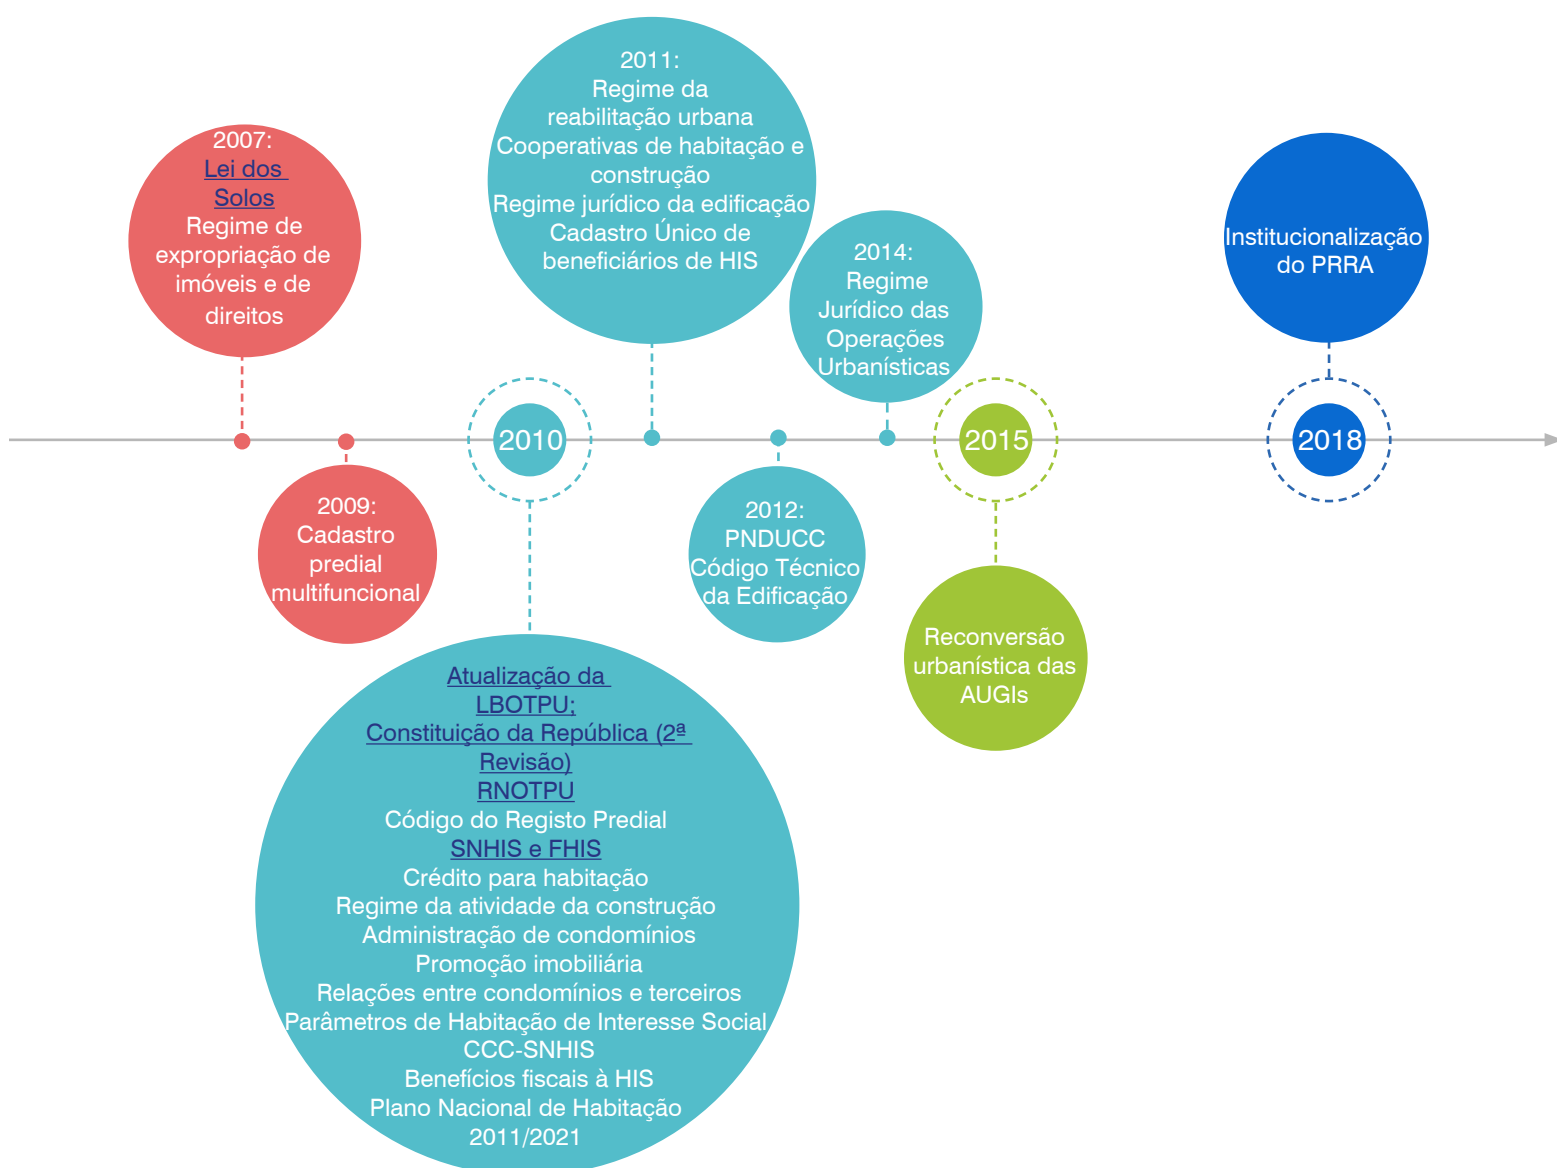 2007:
Lei dos
Solos
Regime de
expropriação de
imóveis e de
direitos
2009:
Cadastro
predial
multifuncional
2010
Atualização da
LBOTPU;
Constituição da República (2ª
Revisão)
RNOTPU
Código do Registo Predial
SNHIS e FHIS
Crédito para habitação
Regime da atividade da construção
Administração de condomínios
Promoção imobiliária
Relações entre condomínios e terceiros
Parâmetros de Habitação de Interesse Social
CCC-SNHIS
Benefícios fiscais à HIS
Plano Nacional de Habitação
2011/2021
2011:
Regime da
reabilitação urbana
Cooperativas de habitação e
construção
Regime jurídico da edificação
Cadastro Único de
beneficiários de HIS
2012:
PNDUCC
Código Técnico
da Edificação
2014:
Regime
Jurídico das
Operações
Urbanísticas
2015
Reconversão
urbanística das
AUGIs
2018
Institucionalização
do PRRA